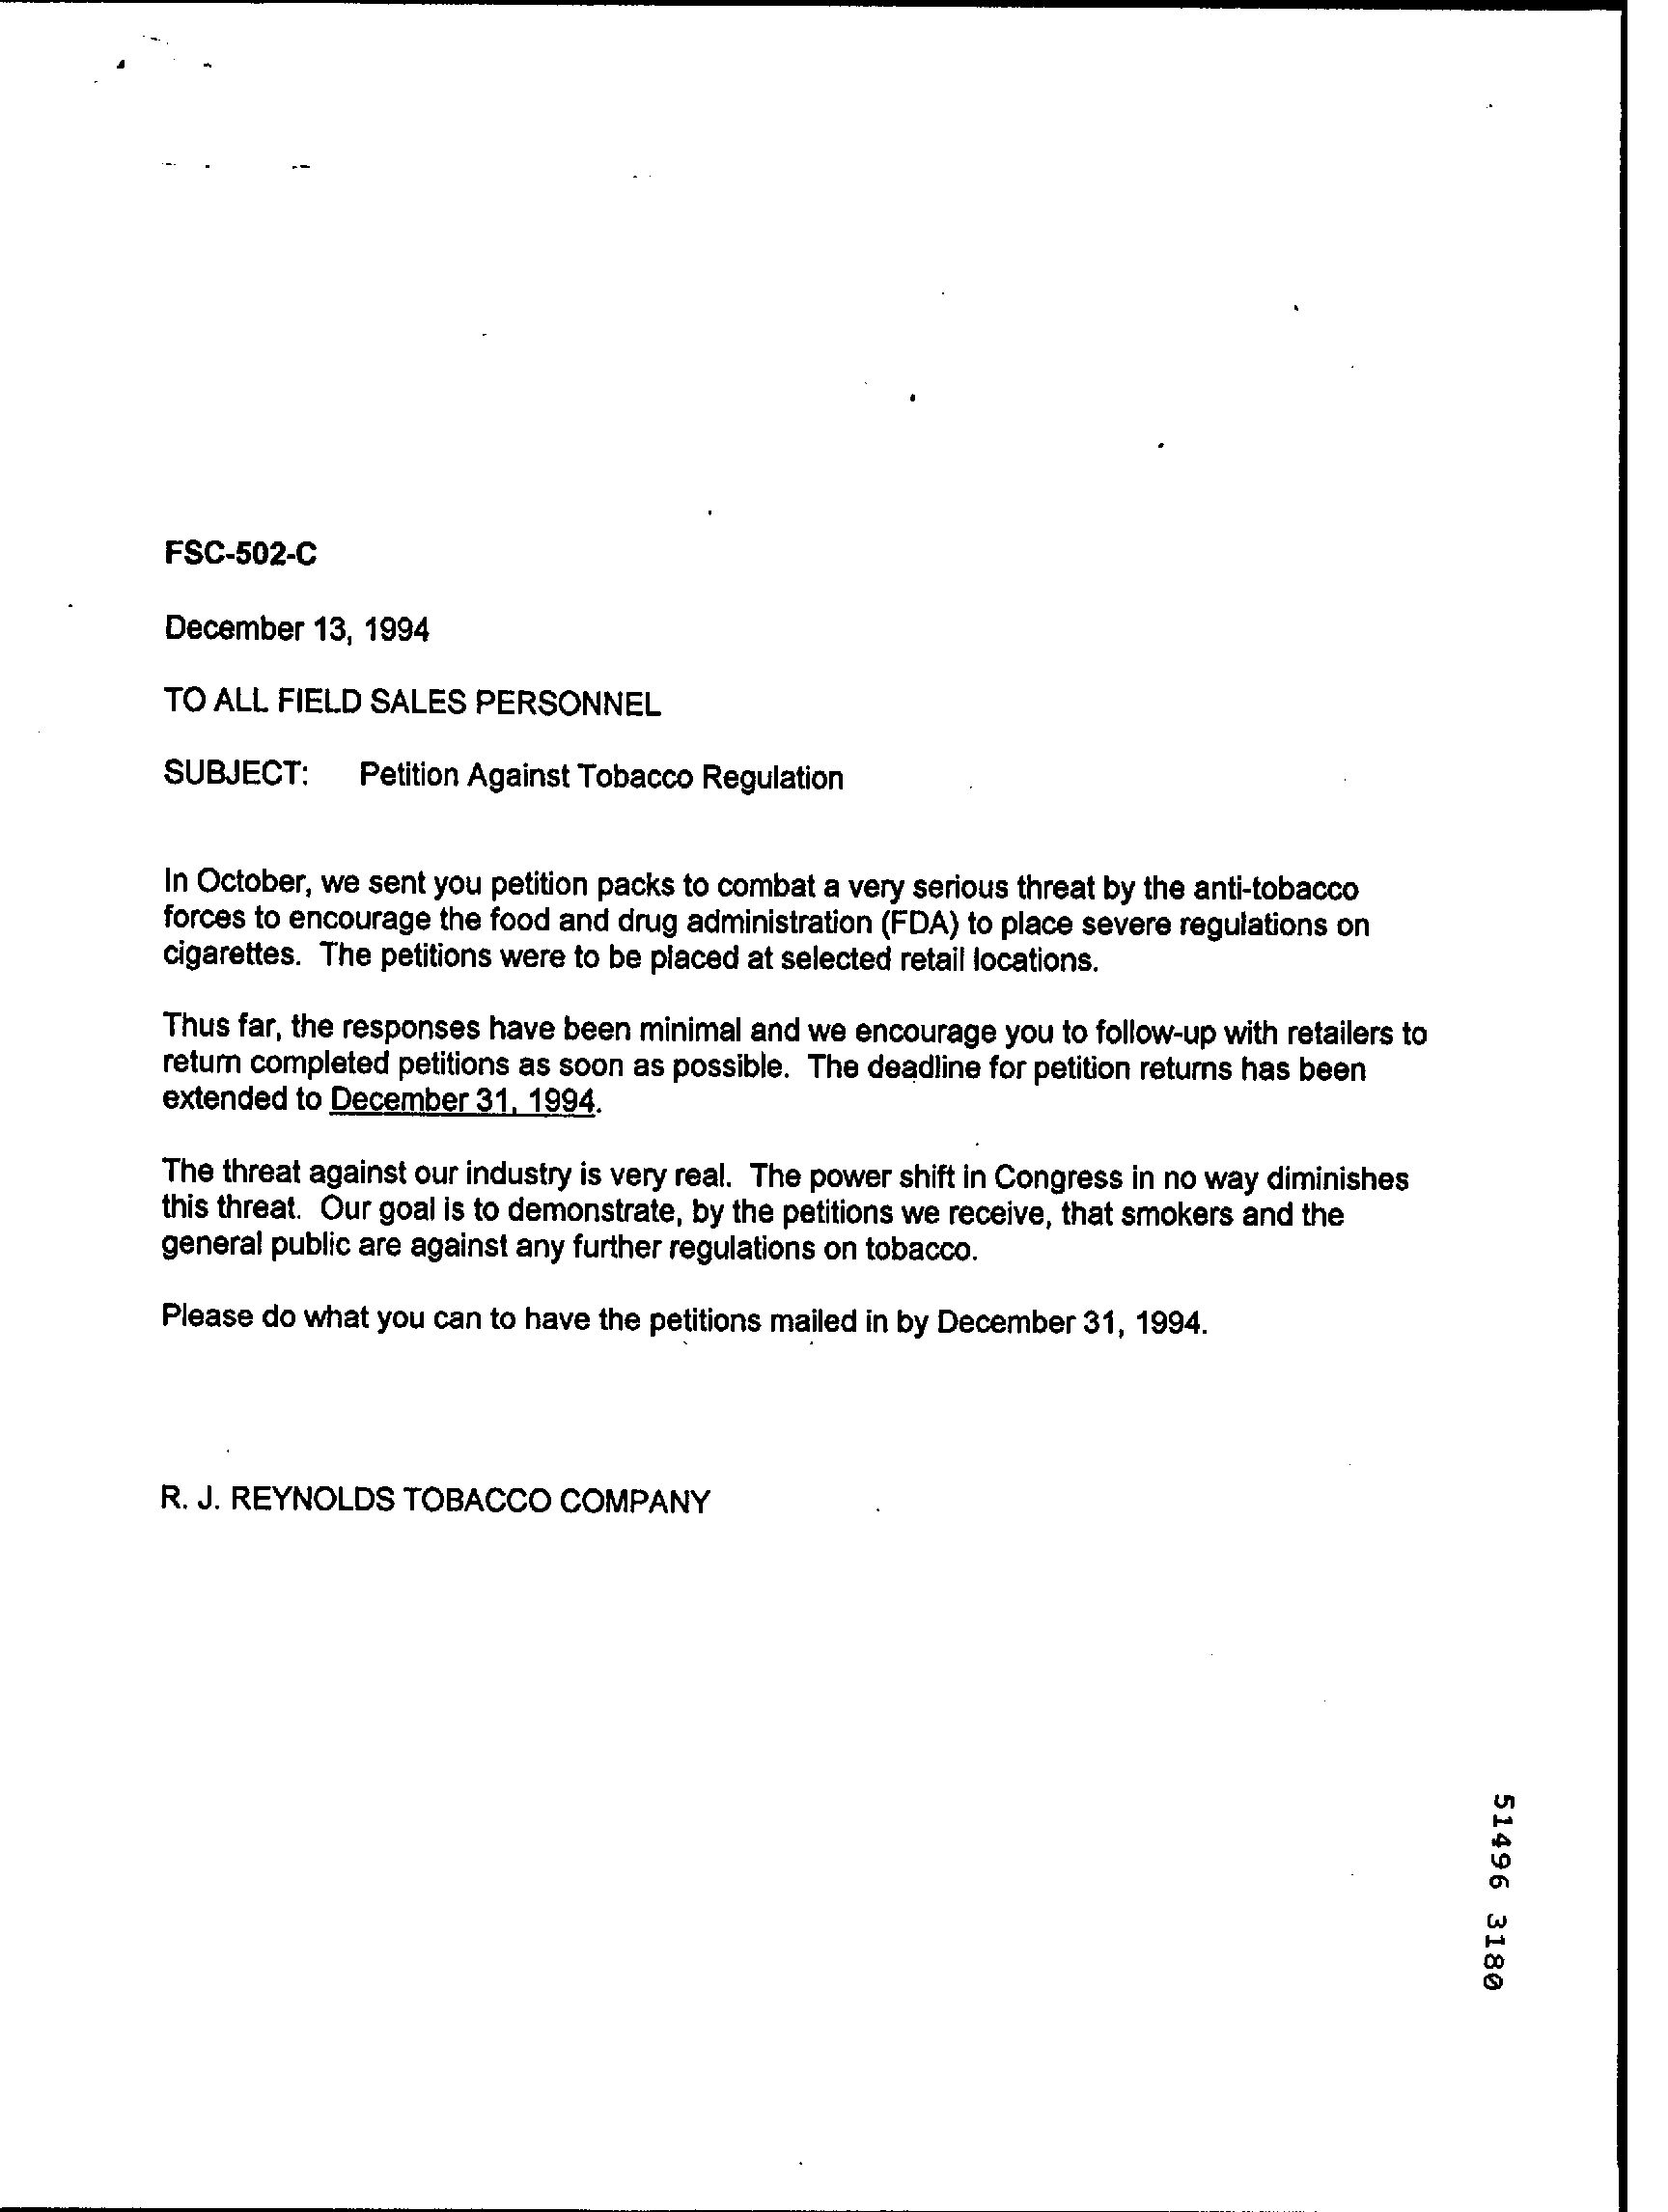 FSC-502-C
December 13, 1994
TO ALL FIELD SALES PERSONNEL
SUBJECT: Petition Against Tobacco Regulation
In October, we sent you petition packs to combat a very serious threat by the anti-tobacco
forces to encourage the food and drug administration (FDA) to place severe regulations on
cigarettes. The petitions were to be placed at selected retail locations.
Thus far, the responses have been minimal and we encourage you to follow-up with retailers to
return completed petitions as soon as possible. The deadline for petition returns has been
extended to December 31, 1994.
The threat against our industry is very real. The power shift in Congress in no way diminishes
this threat. Our goal is to demonstrate, by the petitions we receive, that smokers and the
general public are against any further regulations on tobacco.
Please do what you can to have the petitions mailed in by December 31, 1994.
R. J. REYNOLDS TOBACCO COMPANY
51496 3180